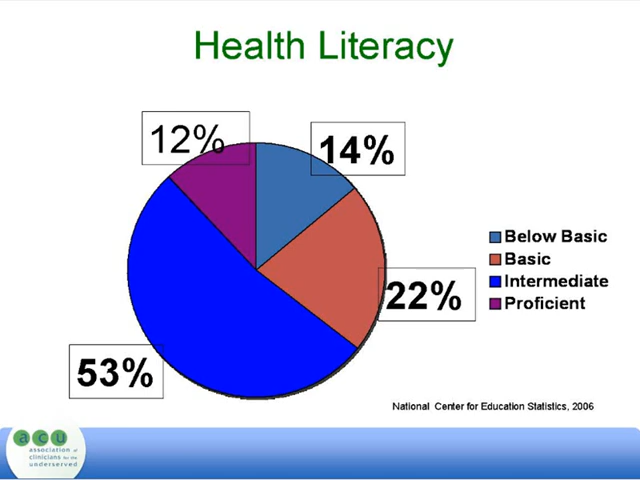 Health Literacy
12%
14%
Below Basic
Basic
Intermediate
Proficient
22%
53%
National Center for Education Statistics, 2006
acu
association of
clinicians for the
underserved